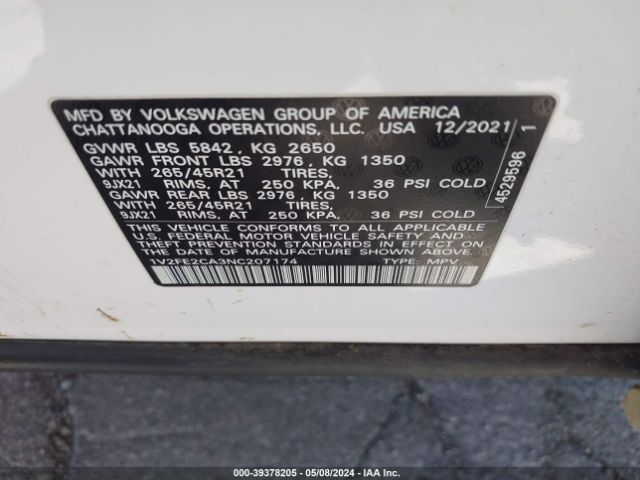 MFD BY VOLKSWAGEN GROUP OF AMERICA
CHATTANOOGA OPERATIONS, LLC. USA 12/2021
GVWR LBS 5842 , KG 2650
GAWR FRONT LBS 2976 , KG 1350
WITH 265/45R21 TIRES,
9JX21 RIMS, AT 250 KPA, 36 PSI COLD
GAWR REAR LBS 2976 , KG 1350
WITH 265/45R21 TIRES,
9JX21 RIMS, AT 250 KPA, 36 PSI COLD
THIS VEHICLE CONFORMS TO ALL APPLICABLE
U.S. FEDERAL MOTOR VEHICLE SAFETY AND
THEFT PREVENTION STANDARDS IN EFFECT ON
THE DATE OF MANUFACTURE SHOWN ABOVE.
1V2FE2CA3NC207174 TYPE: MPV
4529596 1
000-39378205 - 05/08/2024 - IAA Inc.